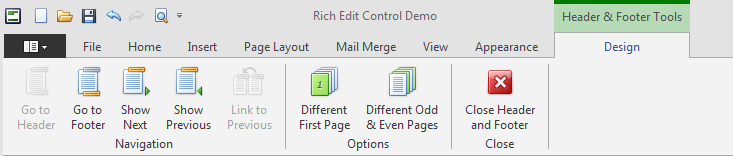 Rich Edit Control Demo
Header & Footer Tools
File Home Insert Page Layout Mail Merge View Appearance Design
Go to Header
Go to Footer
Show Next
Show Previous
Link to Previous
Different First Page
Different Odd & Even Pages
Close Header and Footer
Navigation Options Close